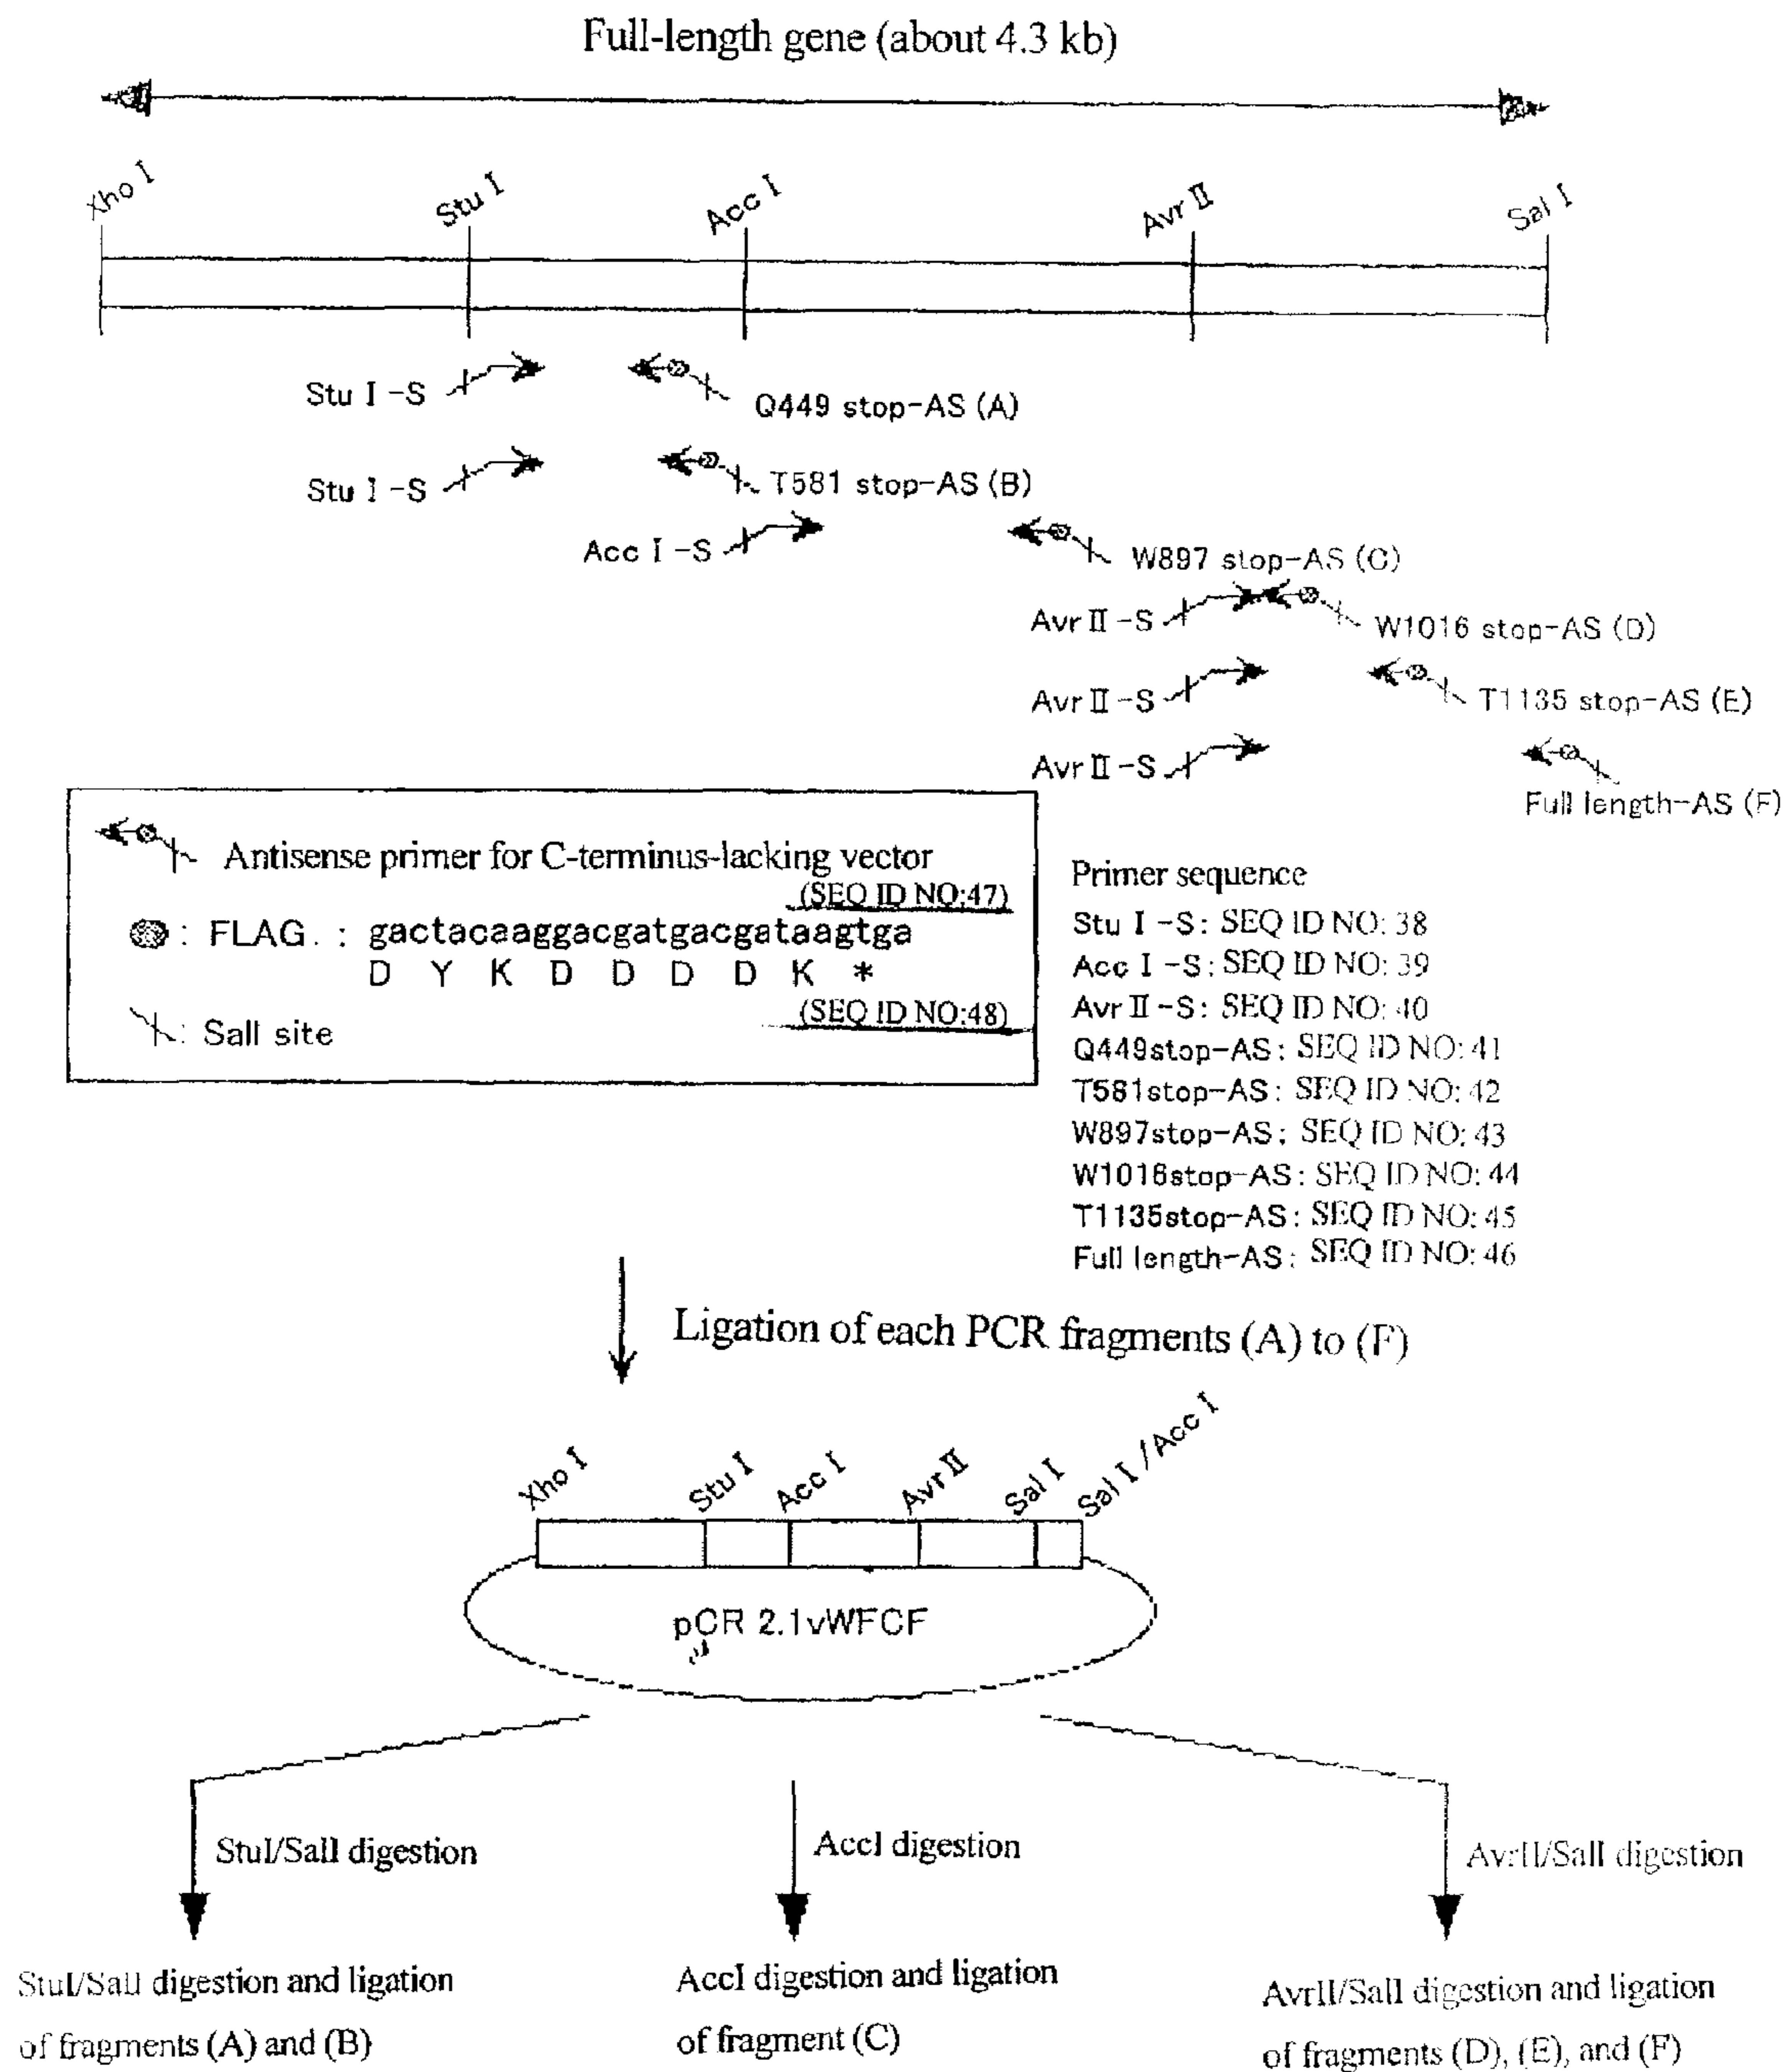 Full-length gene (about 4.3 kb)
Xho I
Stu I
Acc I
Avr II
Sal I
Stu I -S
Q449 stop-AS (A)
Stu I -S
T581 stop-AS (B)
Acc I -S
W897 stop-AS (C)
Avr II -S
W1016 stop-AS (D)
Avr II -S
T1135 stop-AS (E)
Avr II -S
Full length-AS (F)
Antisense primer for C-terminus-lacking vector
(SEQ ID NO:47)
: FLAG. : gactacaaggacgatgacgataagtga
D Y K D D D D K *
(SEQ ID NO:48)
: SalI site
Primer sequence
Stu I -S: SEQ ID NO: 38
Acc I -S: SEQ ID NO: 39
Avr II -S: SEQ ID NO: 40
Q449stop-AS: SEQ ID NO: 41
T581stop-AS: SEQ ID NO: 42
W897stop-AS: SEQ ID NO: 43
W1016stop-AS: SEQ ID NO: 44
T1135stop-AS: SEQ ID NO: 45
Full length-AS: SEQ ID NO: 46
Ligation of each PCR fragments (A) to (F)
Xho I
Stu I
Acc I
Avr II
Sal I
Sal I /Acc I
pCR 2.1vWFCF
StuI/SalI digestion
AccI digestion
AvrII/SalI digestion
StuI/SalI digestion and ligation
of fragments (A) and (B)
AccI digestion and ligation
of fragment (C)
AvrII/SalI digestion and ligation
of fragments (D), (E), and (F)